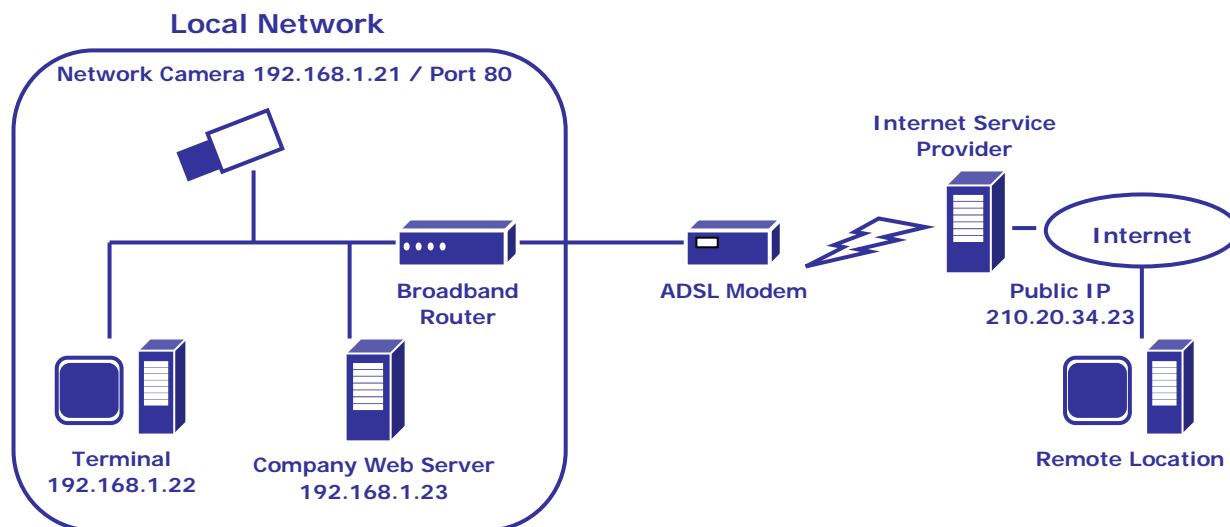 Local Network
Network Camera 192.168.1.21 / Port 80
Internet Service
Provider
Internet
Broadband
Router
ADSL Modem
Public IP
210.20.34.23
Terminal
192.168.1.22
Company Web Server
192.168.1.23
Remote Location